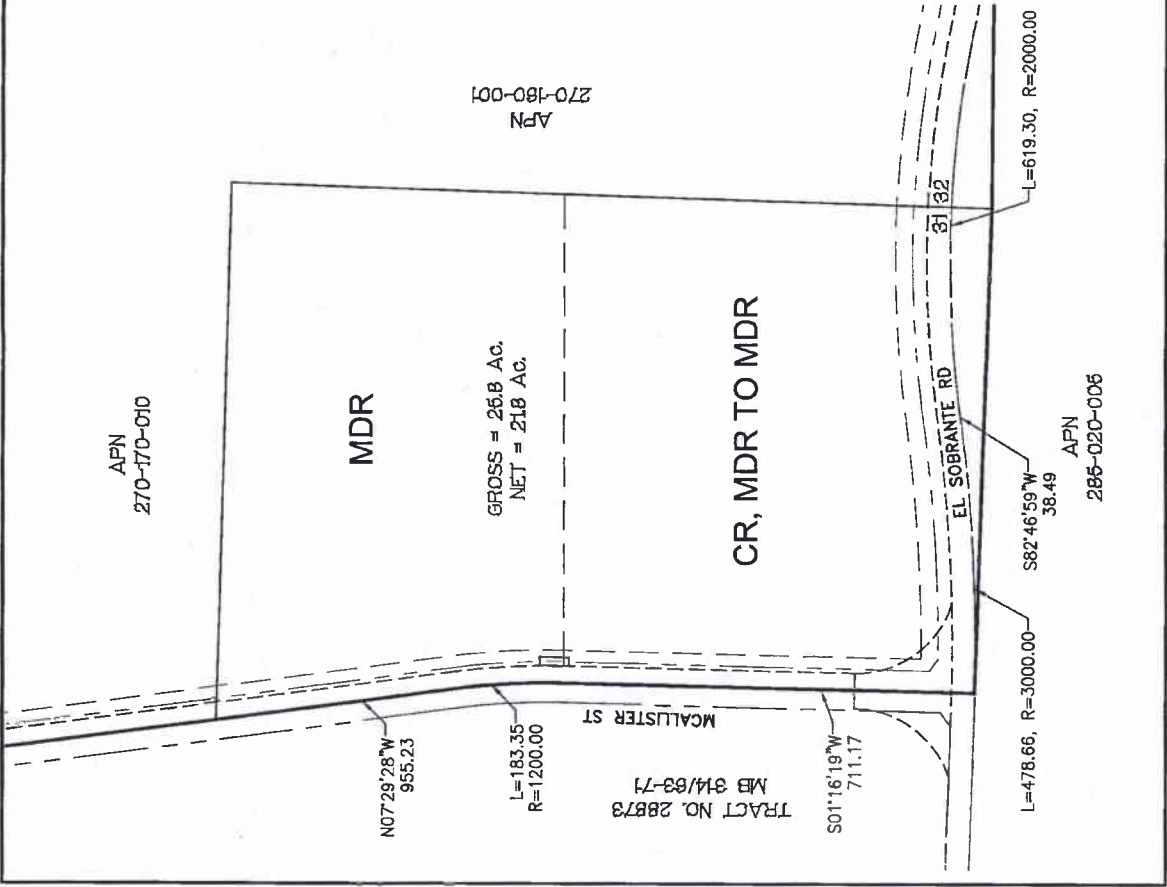 APN
270-170-010
APN
270-180-001
MDR
GROSS = 26.8 Ac.
NET = 21.8 Ac.
CR, MDR TO MDR
N07°29'28"W
955.23
L=183.35
R=1200.00
MCALLISTER ST
TRACT NO. 28873
MB 314/63-71
S01°16'19"W
711.17
EL SOBRANTE RD
31 32
L=619.30, R=2000.00
S82°46'59"W
38.49
APN
285-020-006
L=478.66, R=3000.00